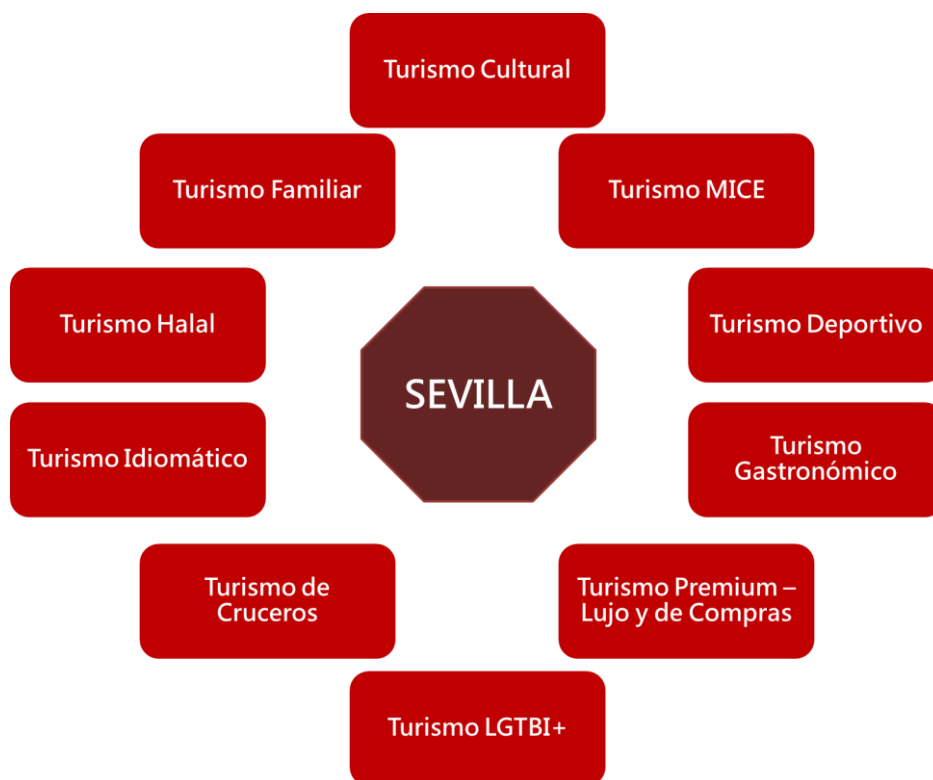 Turismo Cultural
Turismo Familiar
Turismo MICE
Turismo Halal
Turismo Deportivo
SEVILLA
Turismo Idiomático
Turismo
Gastronómico
Turismo de
Cruceros
Turismo Premium –
Lujo y de Compras
Turismo LGTBI+